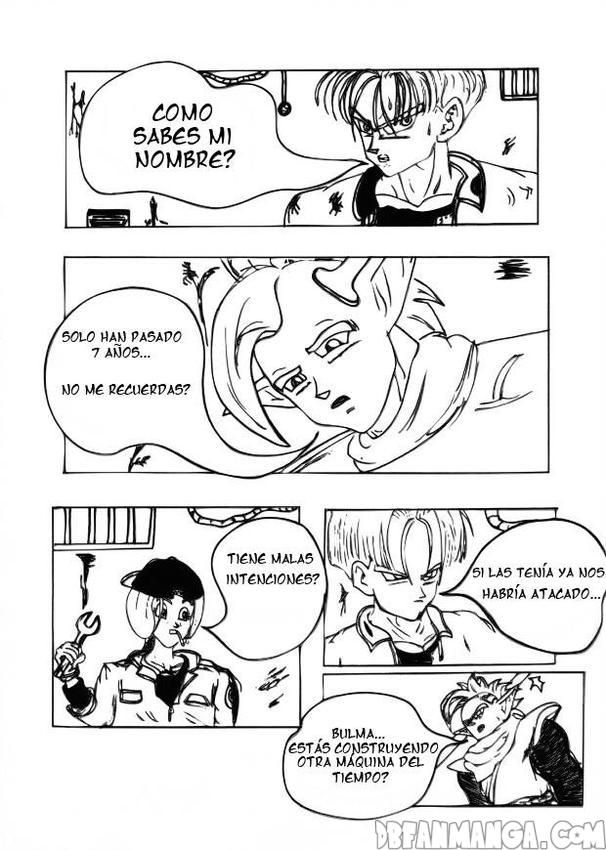 COMO
SABES MI
NOMBRE?
SOLO HAN PASADO
7 AÑOS...
NO ME RECUERDAS?
TIENE MALAS
INTENCIONES?
SI LAS TENÍA YA NOS
HABRÍA ATACADO...
BULMA...
ESTÁS CONSTRUYENDO
OTRA MÁQUINA DEL
TIEMPO?
DBFANMANGA.COM